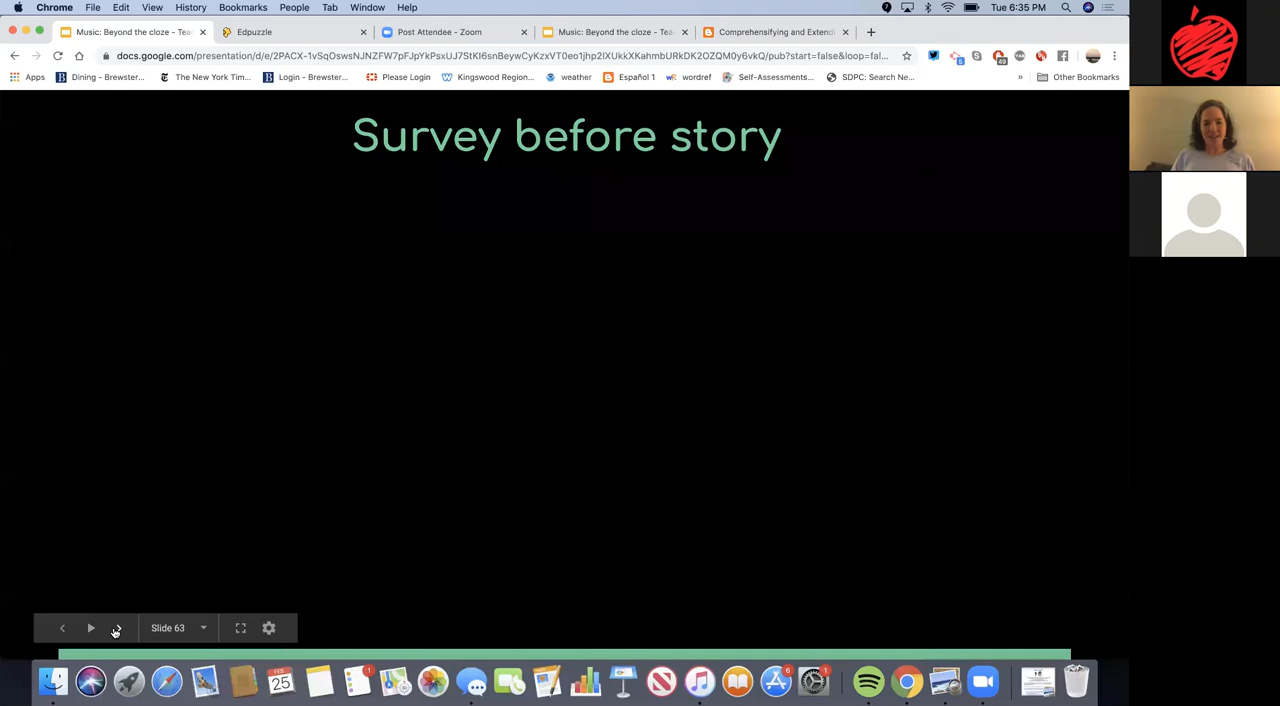 Chrome File Edit View History Bookmarks People Tab Window Help Tue 6:35 PM
Music: Beyond the cloze - Tea Edpuzzle Post Attendee - Zoom Music: Beyond the cloze - Tea Comprehensifying and Extendi
docs.google.com/presentation/d/e/2PACX-1vSqOswsNJNZFW7pFJpYkPsxUJ7StKI6snBeywCyKzxVT0eo1jhp2IXUkkXKahmbURkDK2OZQM0y6vkQ/pub?start=false&loop=fal...
Apps Dining - Brewster... The New York Tim... Login - Brewster... Please Login Kingswood Region... weather Español 1 wordref Self-Assessments... SDPC: Search Ne... » Other Bookmarks
Survey before story
Slide 63
FEB
25